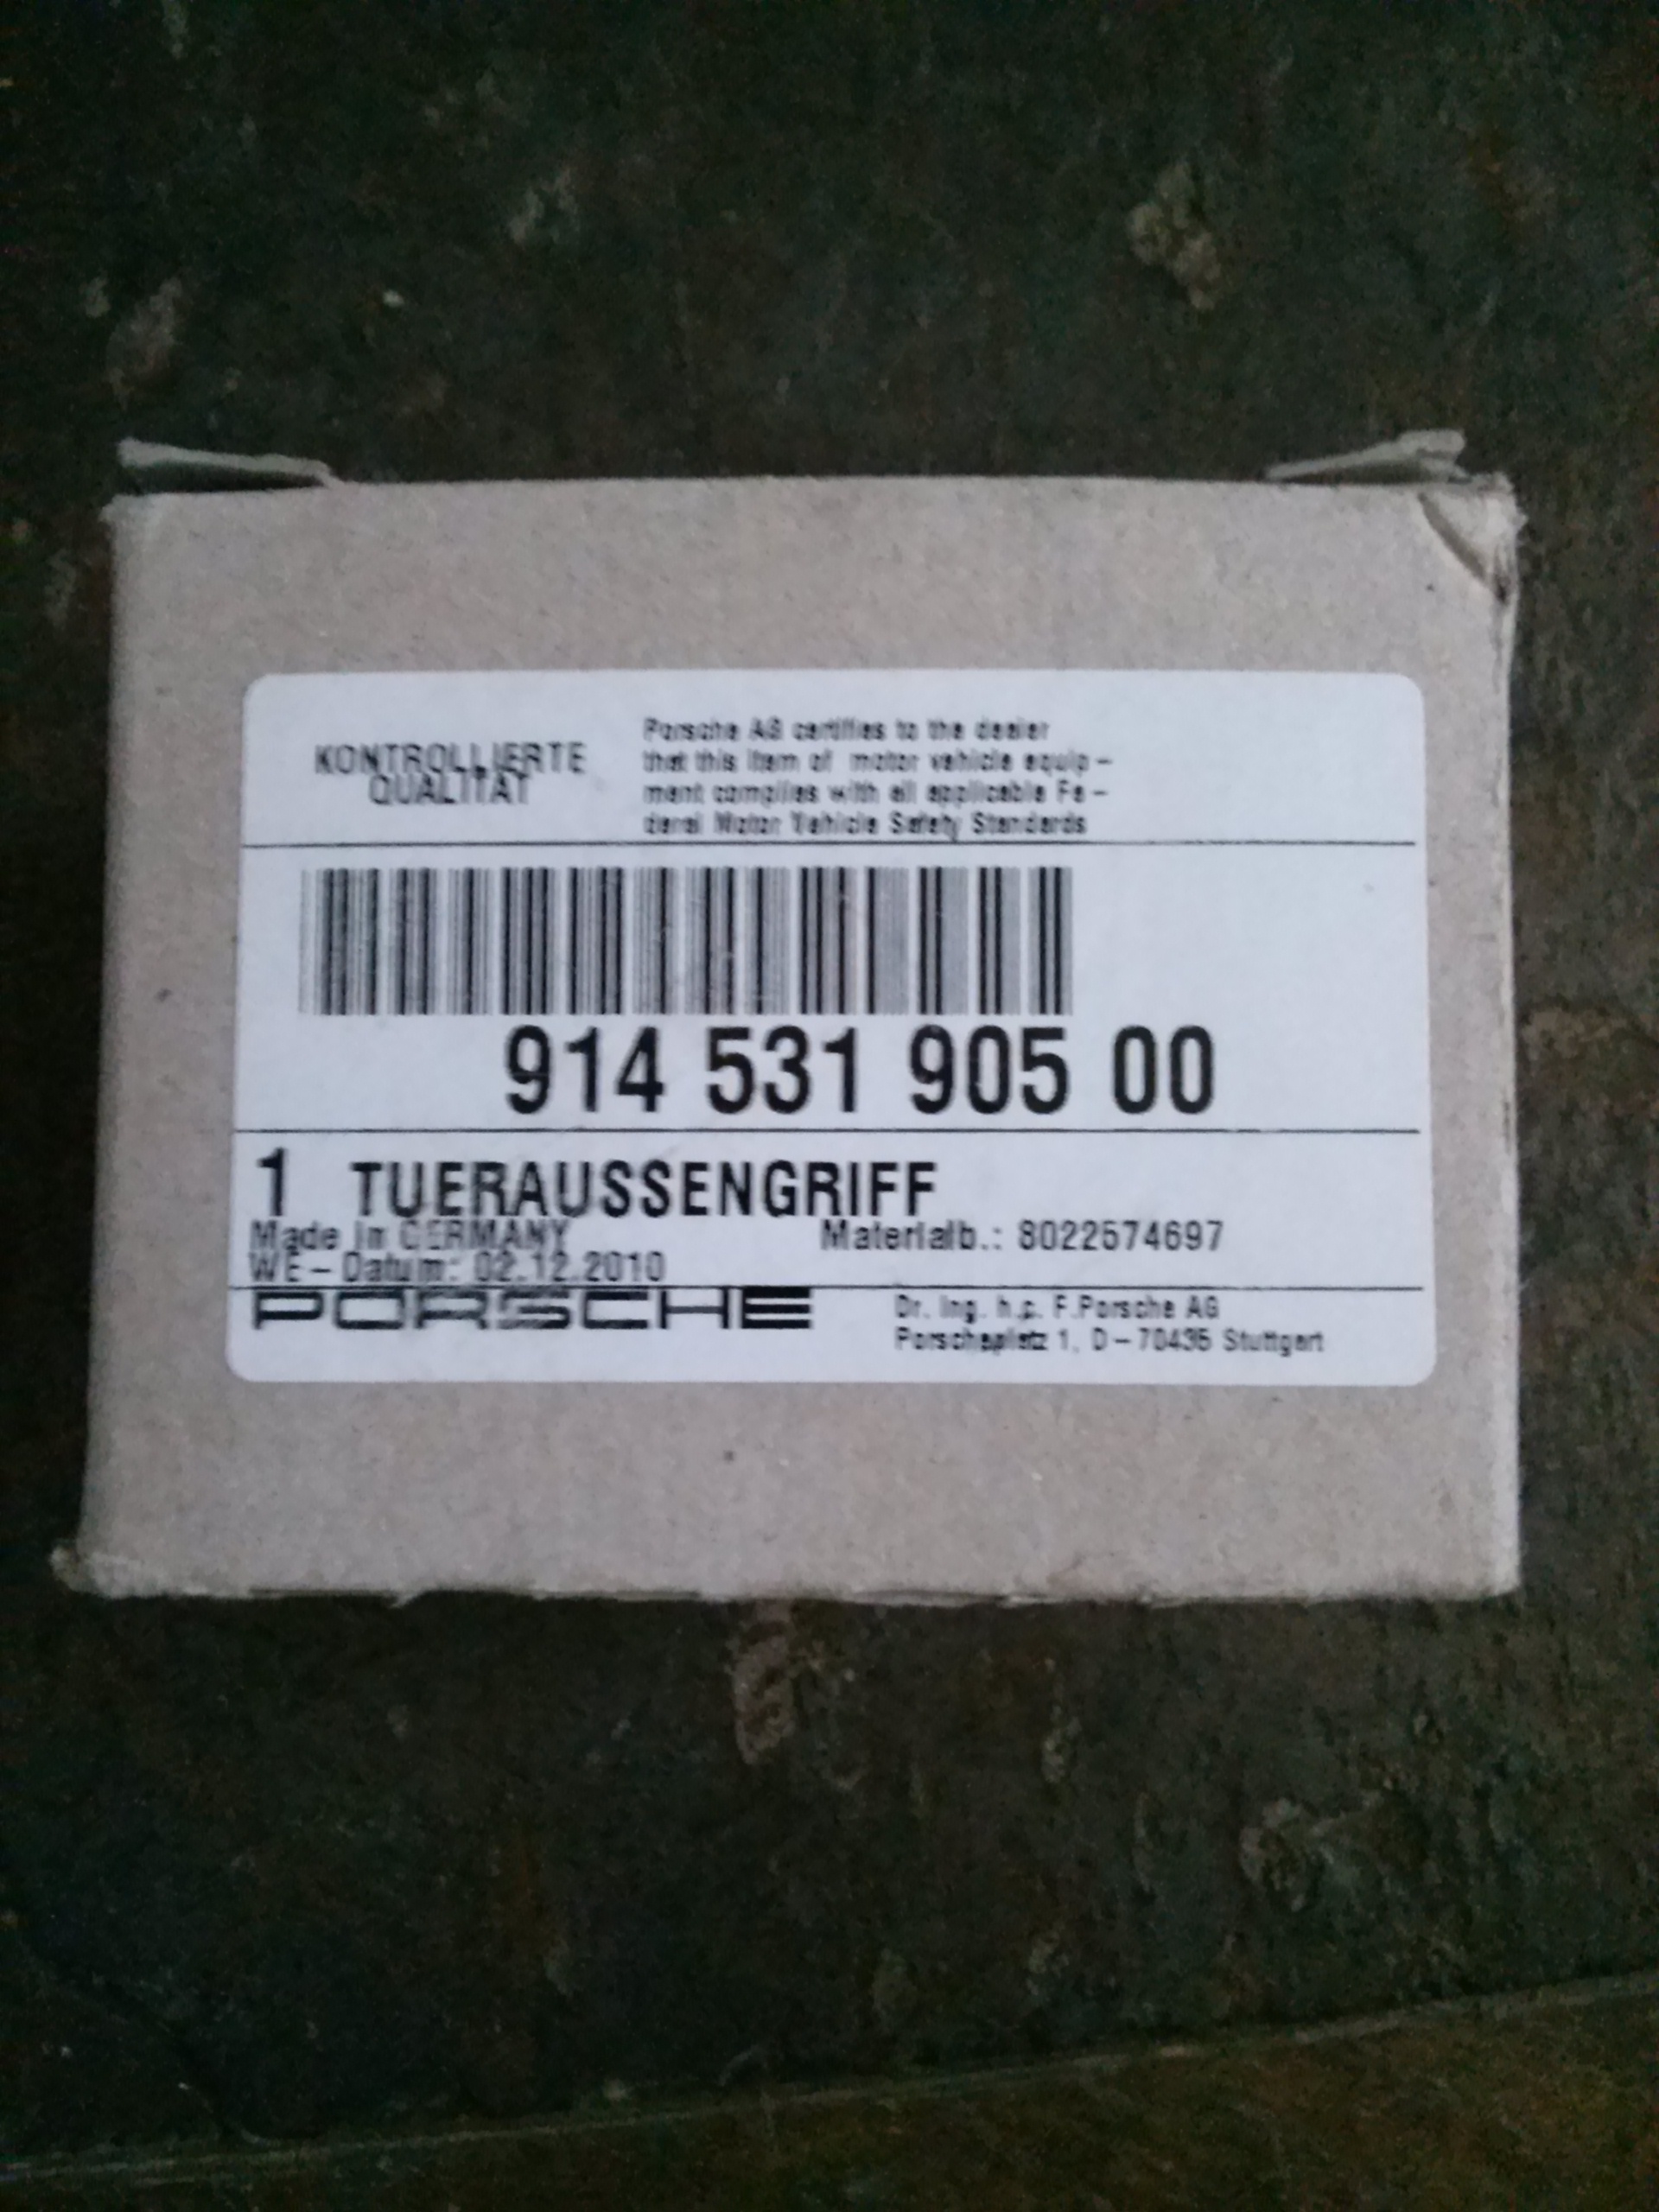 KONTROLLIERTE
QUALITÄT
Porsche AG certifies to the dealer
that this item of motor vehicle equip-
ment complies with all applicable Fe-
deral Motor Vehicle Safety Standards
914 531 905 00
1 TUERAUSSENGRIFF
Made in GERMANY
Materialb.: 8022574697
WE-Datum: 02.12.2010
PORSCHE
Dr. Ing. h.c. F.Porsche AG
Porscheplatz 1, D-70435 Stuttgart